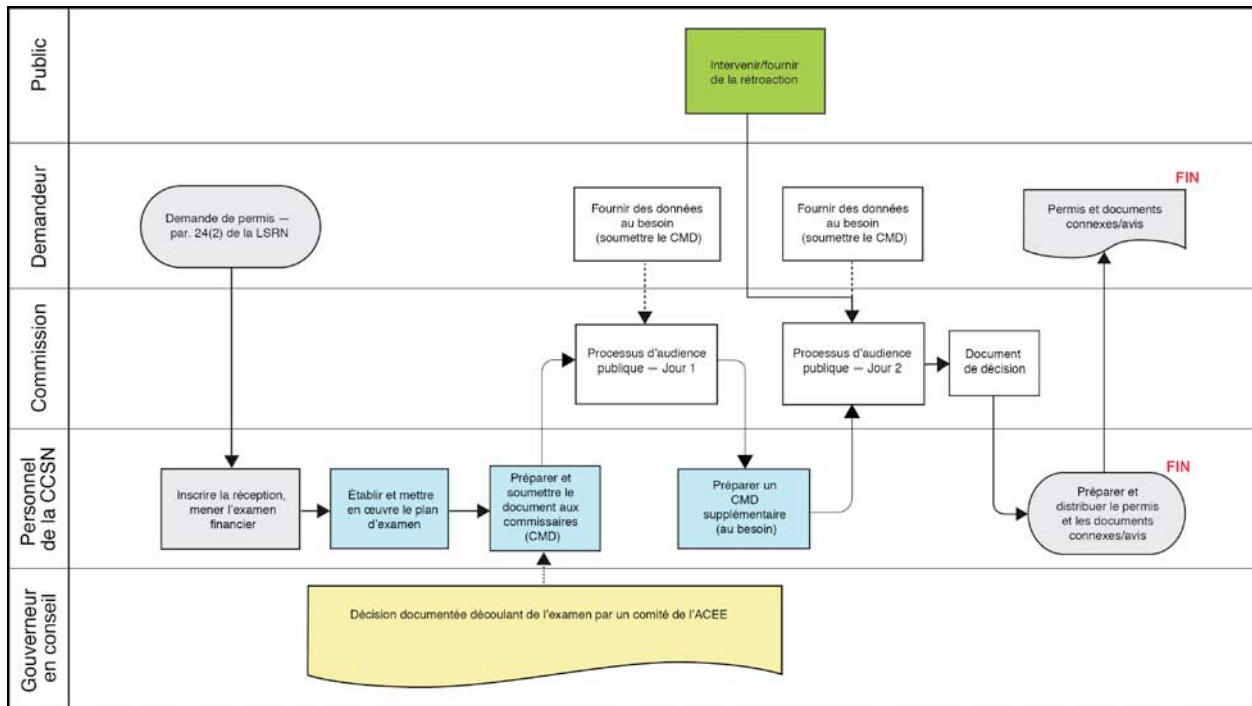 Public
Intervenir/fournir
de la rétroaction
Demandeur
Demande de permis —
par. 24(2) de la LSRN
Fournir des données
au besoin
(soumettre le CMD)
Fournir des données
au besoin
(soumettre le CMD)
FIN
Permis et documents
connexes/avis
Commission
Processus d'audience
publique — Jour 1
Processus d'audience
publique — Jour 2
Document
de décision
Personnel
de la CCSN
Inscrire la réception,
mener l'examen
financier
Établir et mettre
en œuvre le plan
d'examen
Préparer et
soumettre le
document aux
commissaires
(CMD)
Préparer un
CMD
supplémentaire
(au besoin)
FIN
Préparer et
distribuer le permis
et les documents
connexes/avis
Gouverneur
en conseil
Décision documentée découlant de l'examen par un comité de l'ACEE